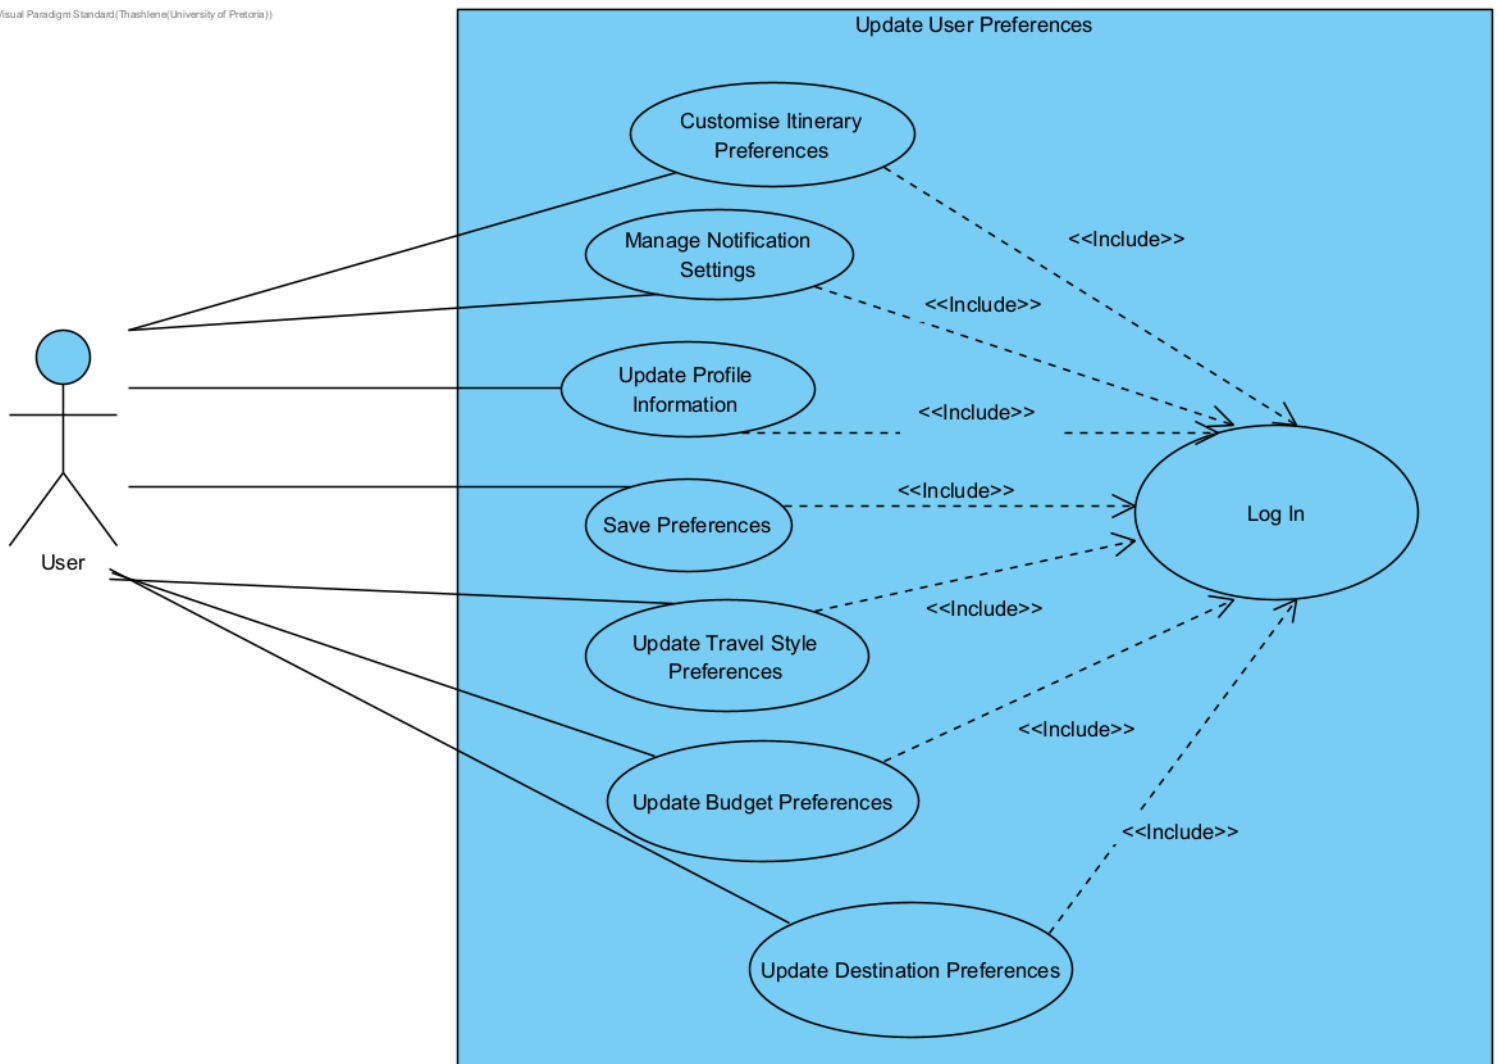 Visual Paradigm Standard(Thashlene(University of Pretoria))
Update User Preferences
Customise Itinerary
Preferences
<<Include>>
Manage Notification
Settings
<<Include>>
Update Profile
Information
<<Include>>
Save Preferences
<<Include>>
Log In
User
Update Travel Style
Preferences
<<Include>>
<<Include>>
Update Budget Preferences
<<Include>>
Update Destination Preferences